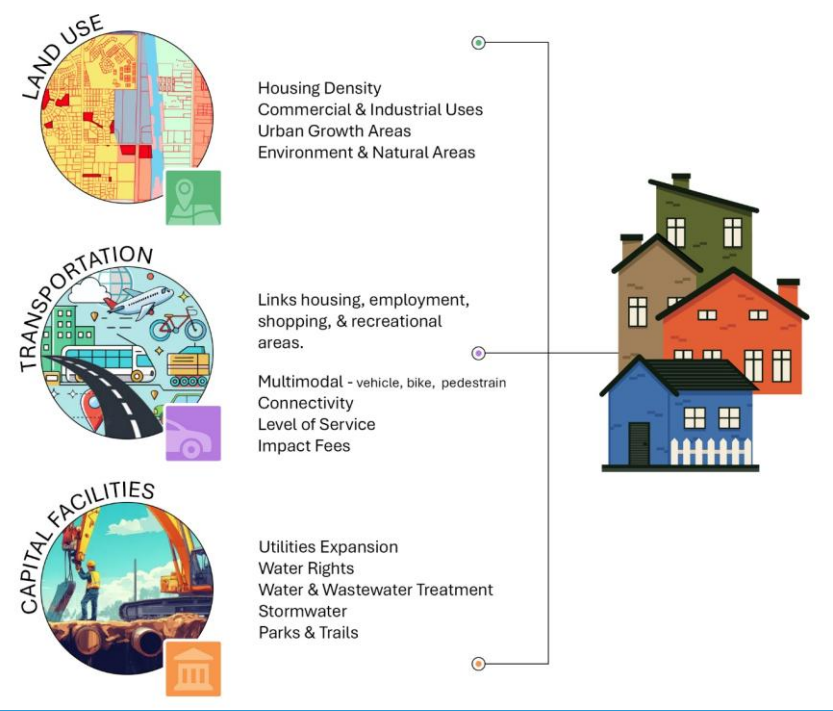 LAND USE
Housing Density
Commercial & Industrial Uses
Urban Growth Areas
Environment & Natural Areas
TRANSPORTATION
Links housing, employment,
shopping, & recreational
areas.
Multimodal - vehicle, bike, pedestrain
Connectivity
Level of Service
Impact Fees
CAPITAL FACILITIES
Utilities Expansion
Water Rights
Water & Wastewater Treatment
Stormwater
Parks & Trails